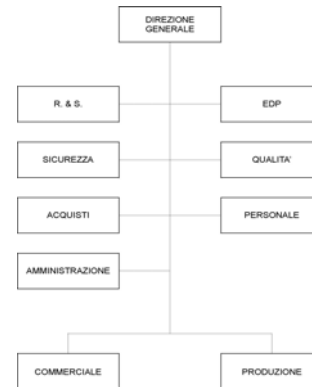 DIREZIONE
GENERALE
R. & S.
EDP
SICUREZZA
QUALITA'
ACQUISTI
PERSONALE
AMMINISTRAZIONE
COMMERCIALE
PRODUZIONE